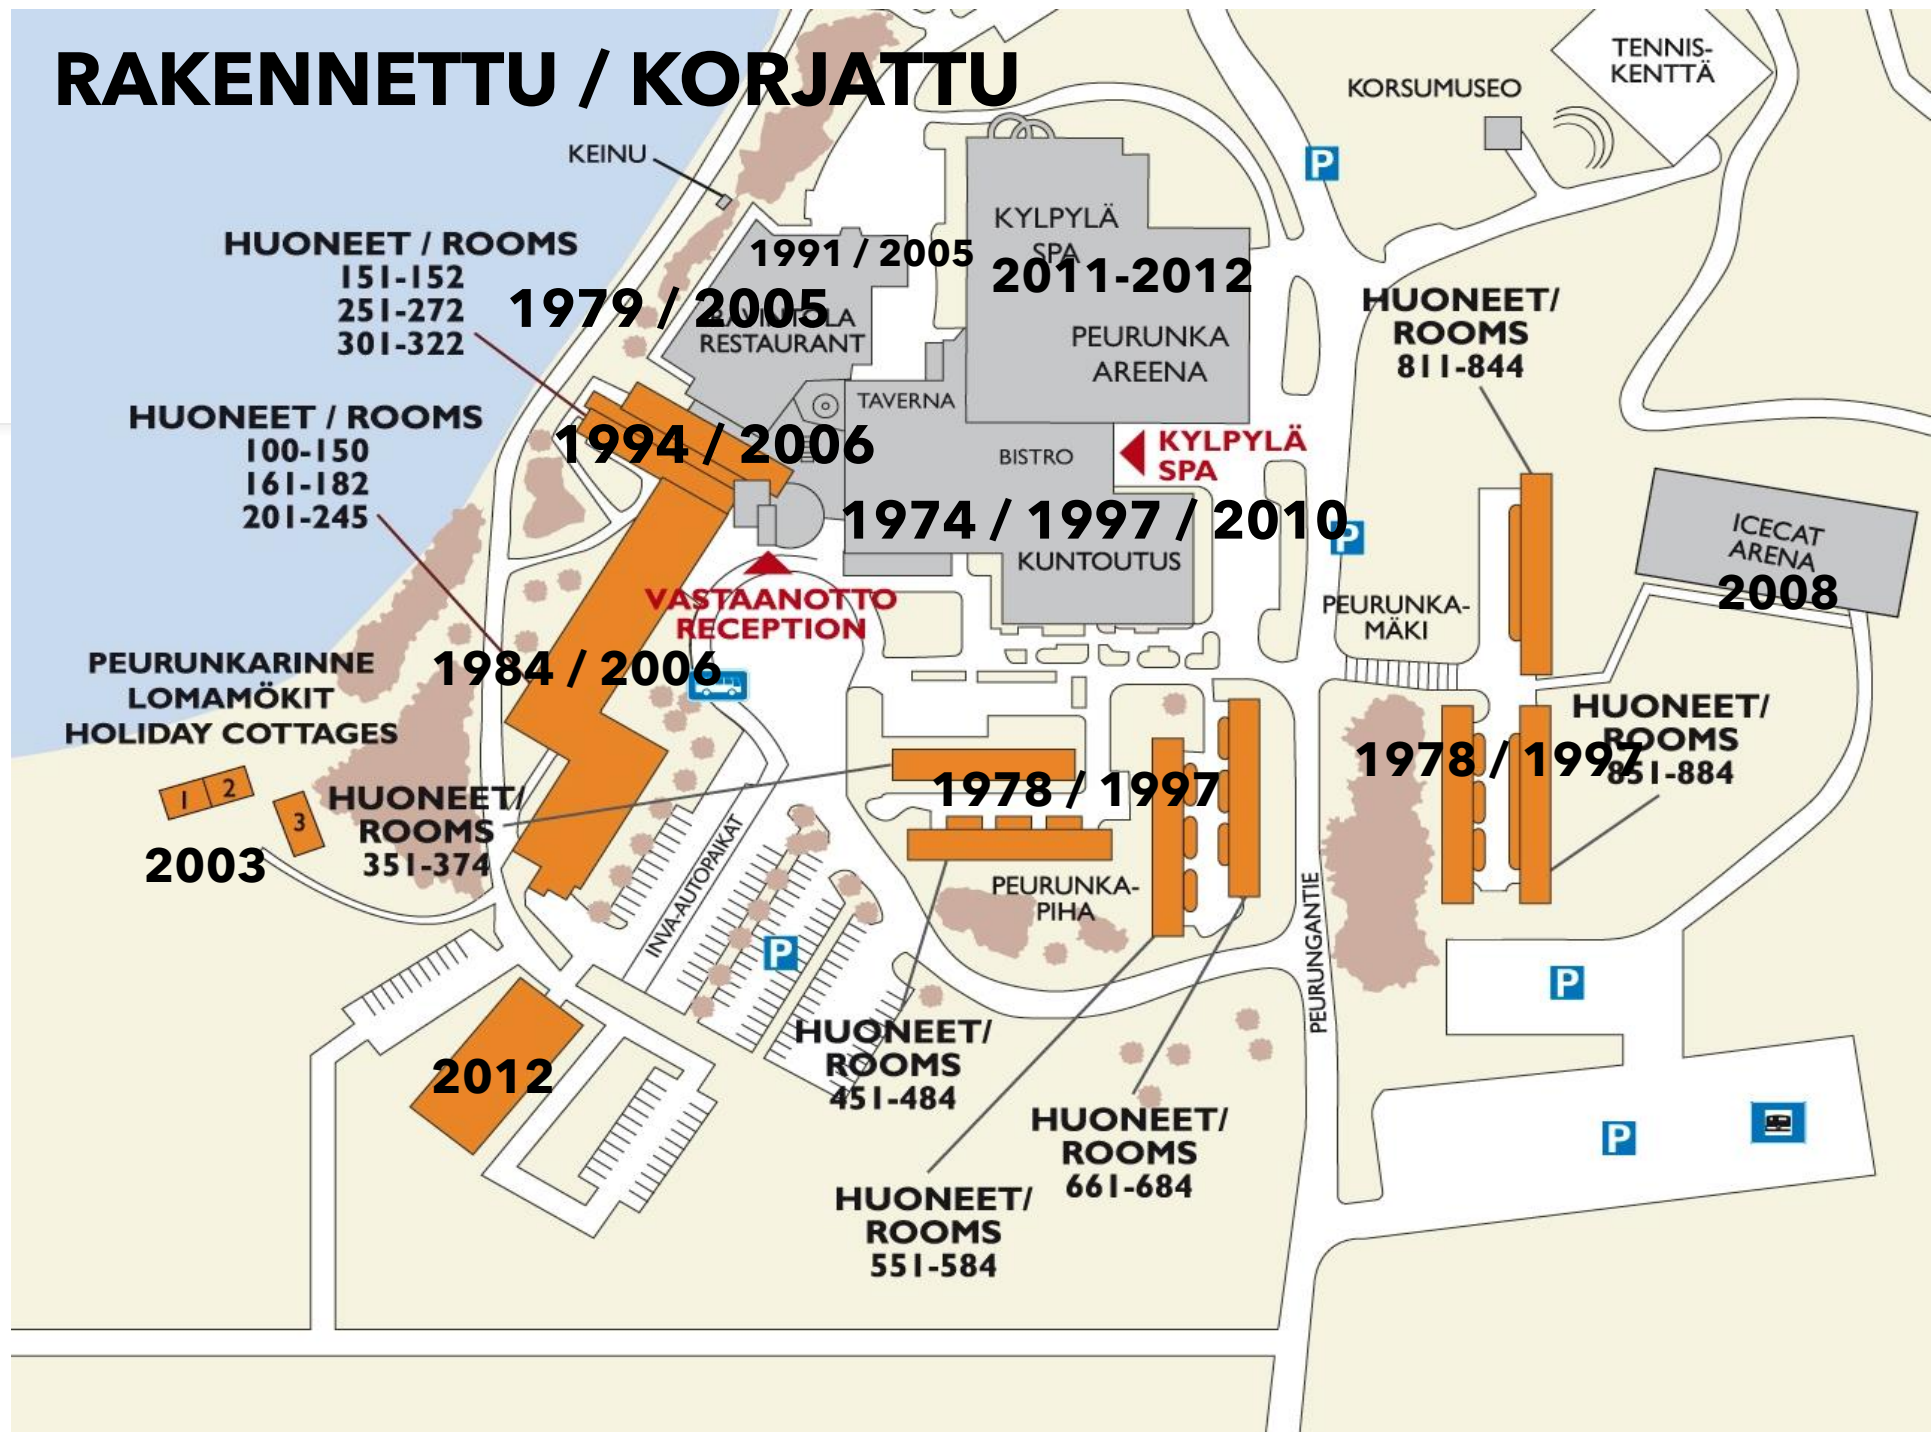 RAKENNETTU / KORJATTU
TENNIS-
KENTTÄ
KORSUMUSEO
KEINU
P
KYLPYLÄ
SPA
2011-2012
PEURUNKA
AREENA
1991 / 2005
1979 / 2005
RAVINTOLA
RESTAURANT
HUONEET / ROOMS
151-152
251-272
301-322
HUONEET/
ROOMS
811-844
TAVERNA
HUONEET / ROOMS
100-150
161-182
201-245
1994 / 2006
BISTRO
KYLPYLÄ
SPA
1974 / 1997 / 2010
P
KUNTOUTUS
ICECAT
ARENA
2008
VASTAANOTTO
RECEPTION
PEURUNKA-
MÄKI
1984 / 2006
PEURUNKARINNE
LOMAMÖKIT
HOLIDAY COTTAGES
1
2
3
2003
HUONEET/
ROOMS
351-374
INVA-AUTOPAIKAT
P
1978 / 1997
PEURUNKA-
PIHA
PEURUNGANTIE
1978 / 1997
HUONEET/
ROOMS
851-884
P
2012
HUONEET/
ROOMS
451-484
HUONEET/
ROOMS
661-684
HUONEET/
ROOMS
551-584
P